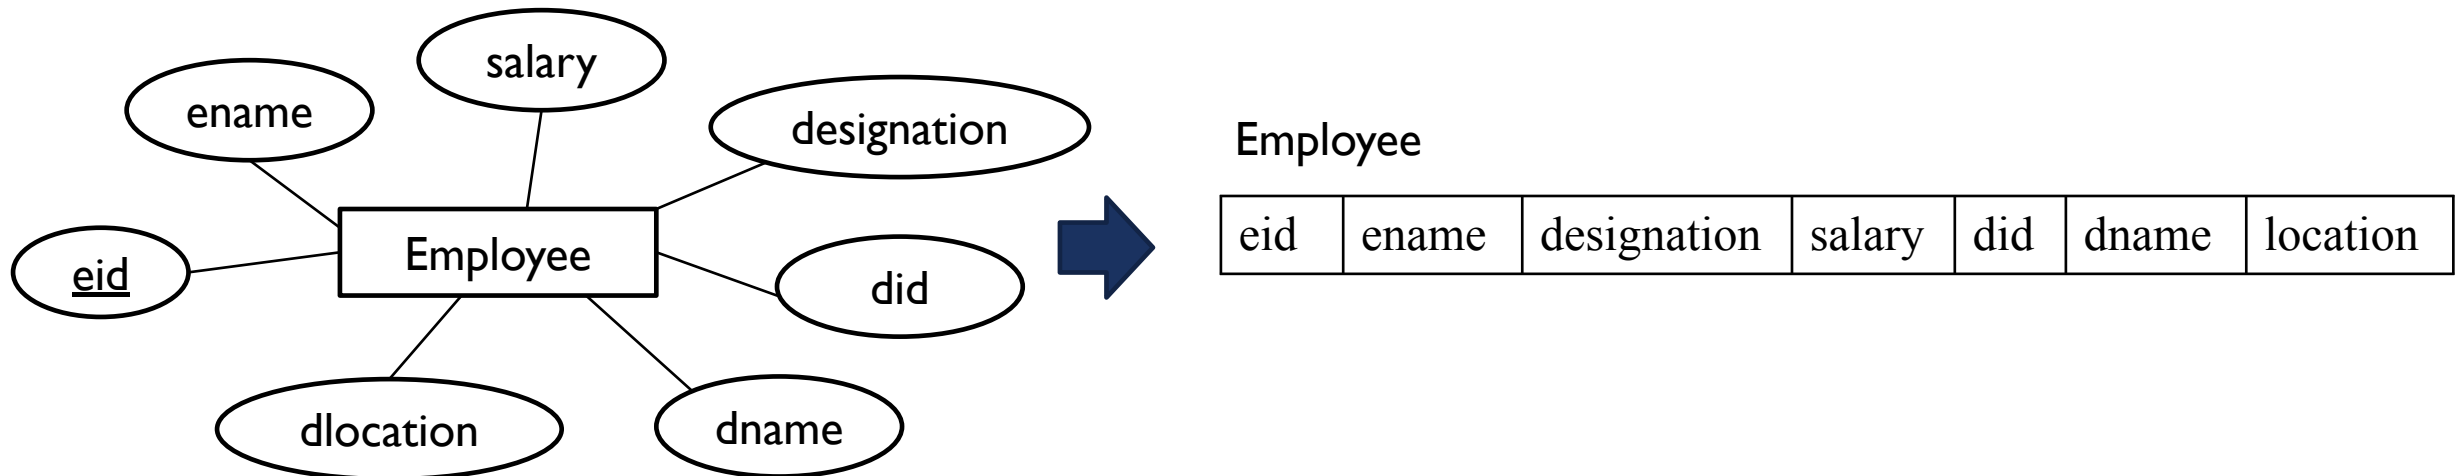 salary
ename
designation
Employee
eid
did
dlocation
dname
Employee
eid ename designation salary did dname location